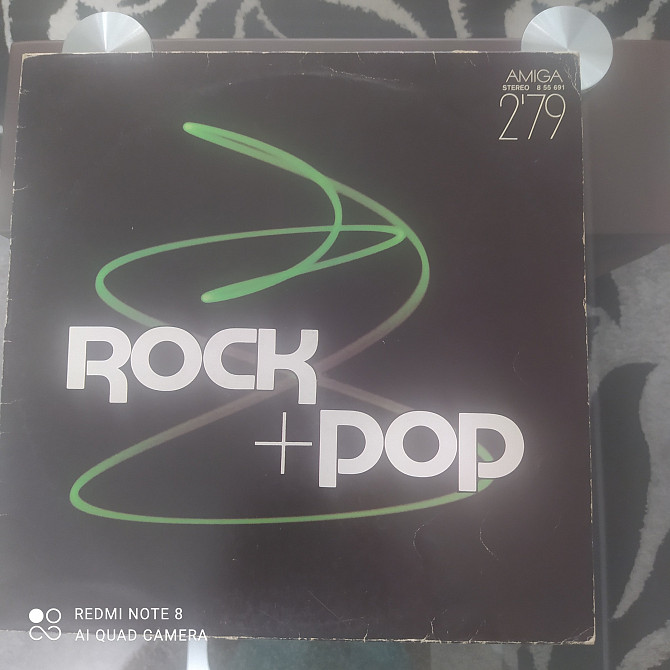 AMIGA
STEREO 8 55 691
2'79
ROCK
+POP
REDMI NOTE 8
AI QUAD CAMERA